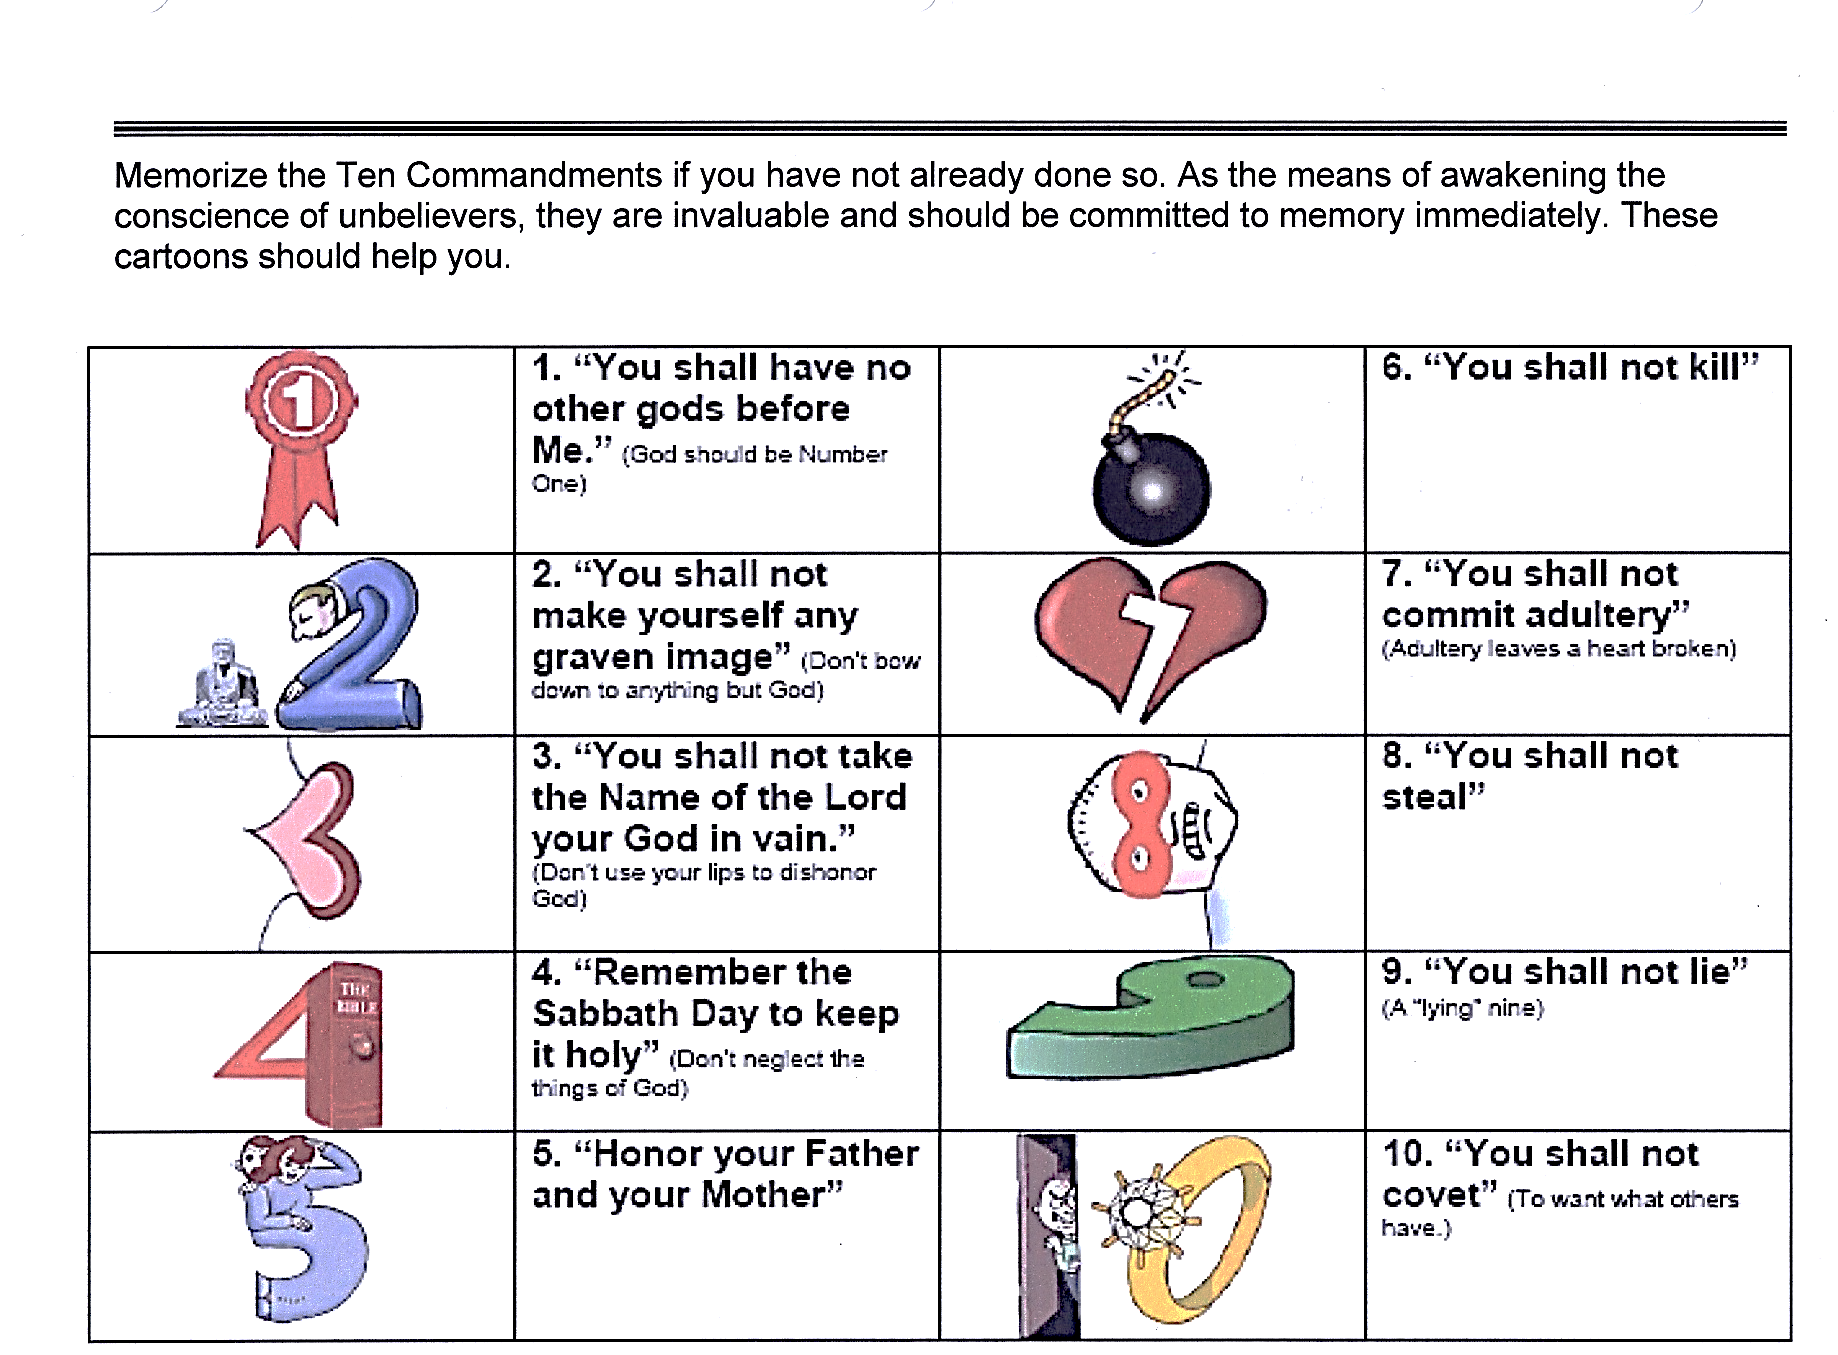 Memorize the Ten Commandments if you have not already done so. As the means of awakening the
conscience of unbelievers, they are invaluable and should be committed to memory immediately. These
cartoons should help you.
1
1. “You shall have no
other gods before
Me.” (God should be Number
One)
6. “You shall not kill”
2
2. “You shall not
make yourself any
graven image” (Don't bow
down to anything but God)
7
7. “You shall not
commit adultery”
(Adultery leaves a heart broken)
3. “You shall not take
the Name of the Lord
your God in vain.”
(Don't use your lips to dishonor
God)
8. “You shall not
steal”
4
THE
BIBLE
4. “Remember the
Sabbath Day to keep
it holy” (Don't neglect the
things of God)
9
9. “You shall not lie”
(A "lying" nine)
5
5. “Honor your Father
and your Mother”
10
10. “You shall not
covet” (To want what others
have.)